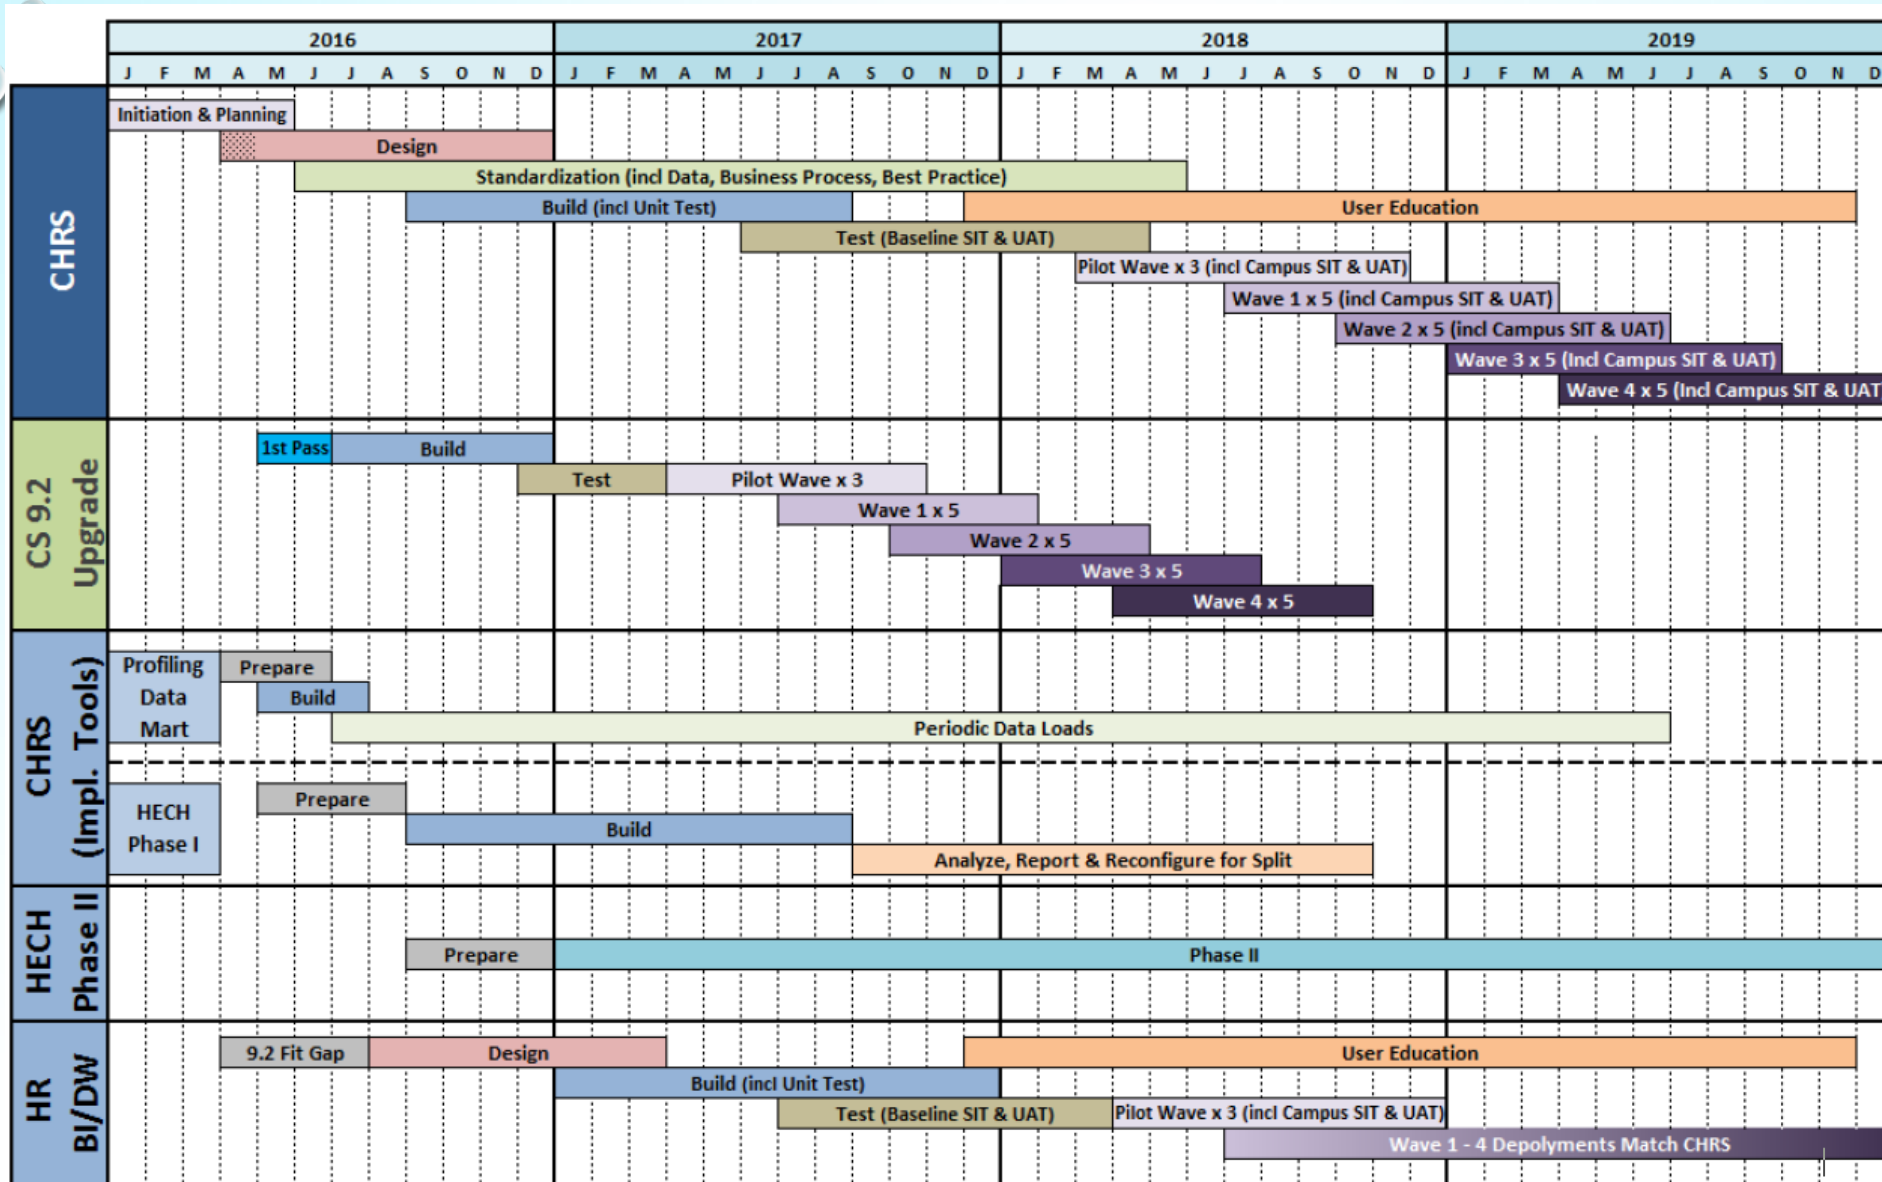 2016 2017 2018 2019
J F M A M J J A S O N D J F M A M J J A S O N D J F M A M J J A S O N D J F M A M J J A S O N D
CHRS
Initiation & Planning
Design
Standardization (incl Data, Business Process, Best Practice)
Build (incl Unit Test) User Education
Test (Baseline SIT & UAT)
Pilot Wave x 3 (incl Campus SIT & UAT)
Wave 1 x 5 (incl Campus SIT & UAT)
Wave 2 x 5 (incl Campus SIT & UAT)
Wave 3 x 5 (Incl Campus SIT & UAT)
Wave 4 x 5 (Incl Campus SIT & UAT
CS 9.2
Upgrade
1st Pass Build
Test Pilot Wave x 3
Wave 1 x 5
Wave 2 x 5
Wave 3 x 5
Wave 4 x 5
CHRS
(Impl. Tools)
Profiling
Data
Mart
Prepare
Build
Periodic Data Loads
HECH
Phase I
Prepare
Build
Analyze, Report & Reconfigure for Split
HECH
Phase II
Prepare Phase II
HR
BI/DW
9.2 Fit Gap Design User Education
Build (incl Unit Test)
Test (Baseline SIT & UAT) Pilot Wave x 3 (incl Campus SIT & UAT)
Wave 1 - 4 Depolyments Match CHRS